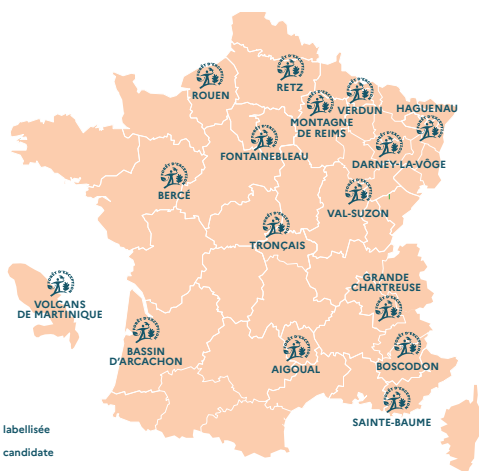 ROUEN
RETZ
VERDUN
HAGUENAU
MONTAGNE
DE REIMS
FONTAINEBLEAU
DARNEY-LA-VÔGE
BERCÉ
VAL-SUZON
TRONÇAIS
GRANDE
CHARTREUSE
VOLCANS
DE MARTINIQUE
BASSIN
D'ARCACHON
AIGOUAL
BOSCODON
SAINTE-BAUME
labellisée
candidate